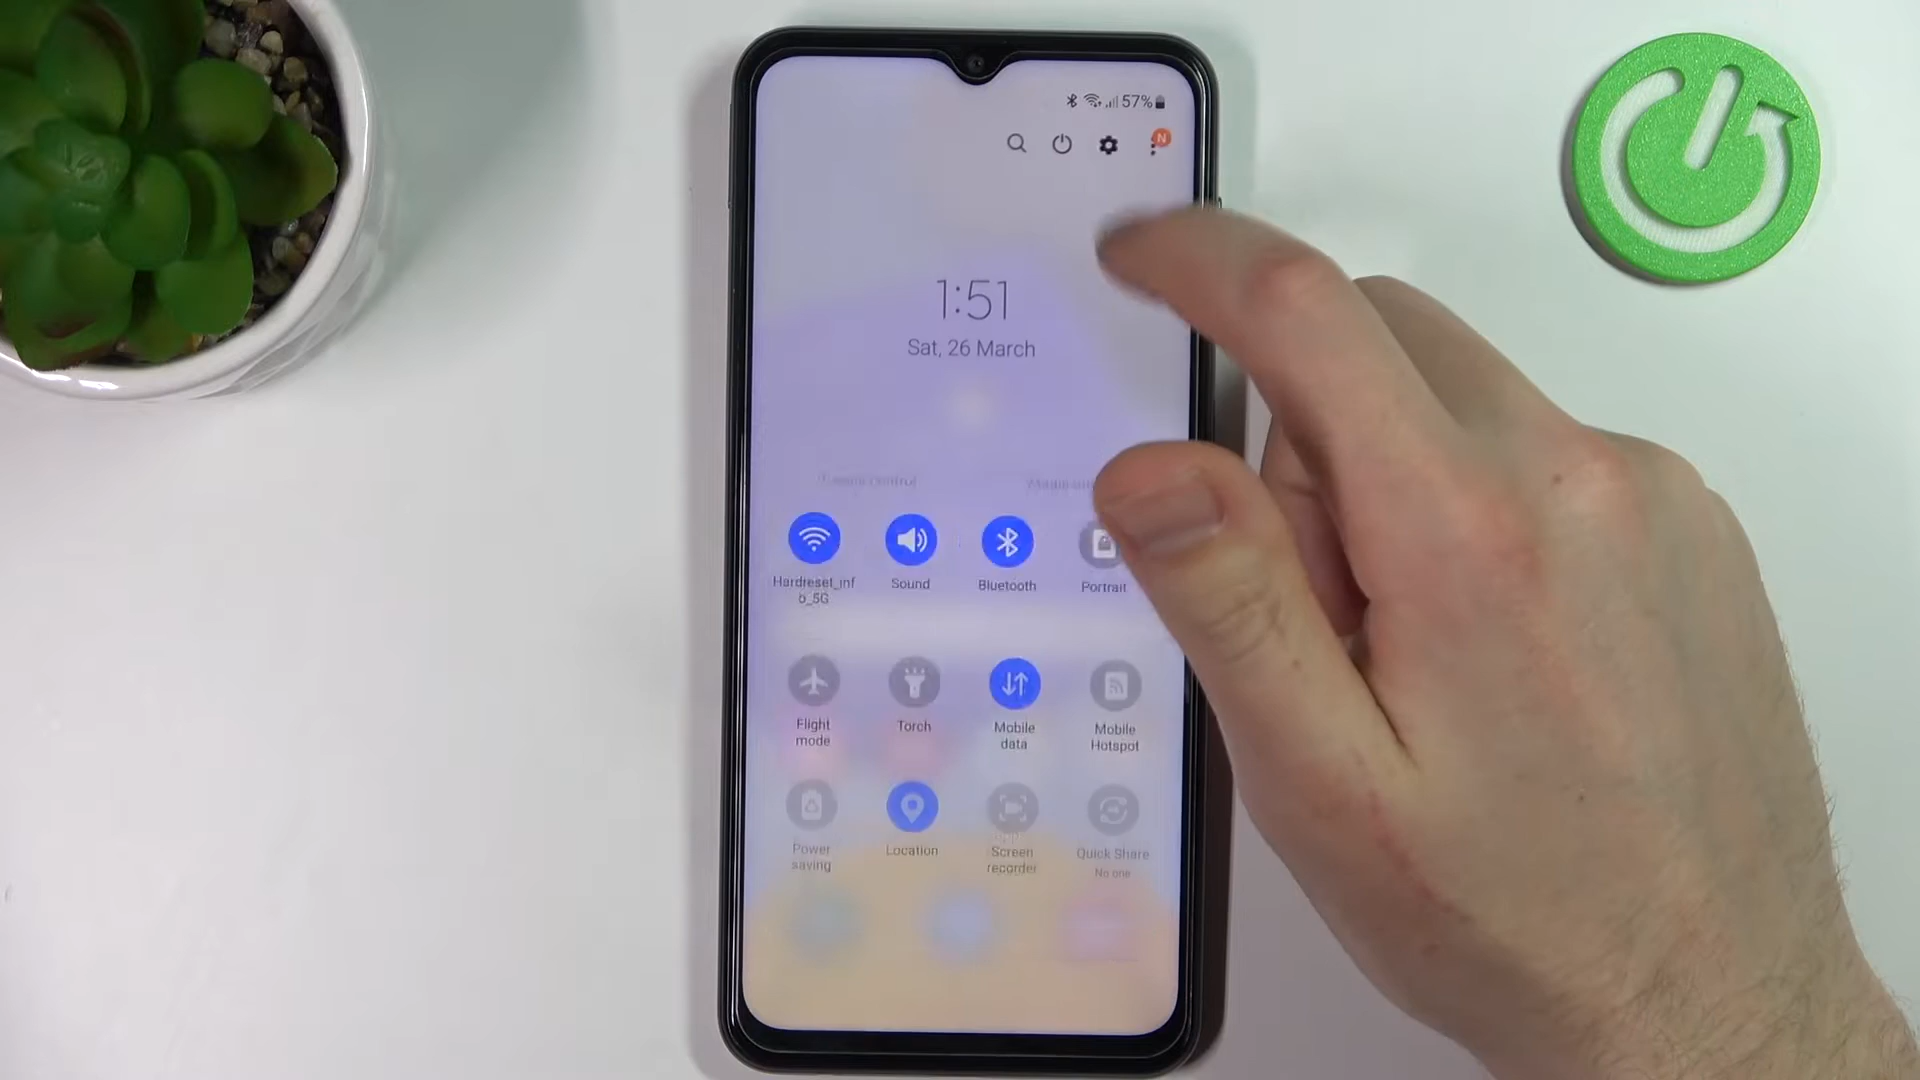 57%
N
1:51
Sat, 26 March
Hardreset_inf
o_5G
Sound
Bluetooth
Portrait
Flight
mode
Torch
Mobile
data
Mobile
Hotspot
Power
saving
Location
Screen
recorder
Quick Share
No one